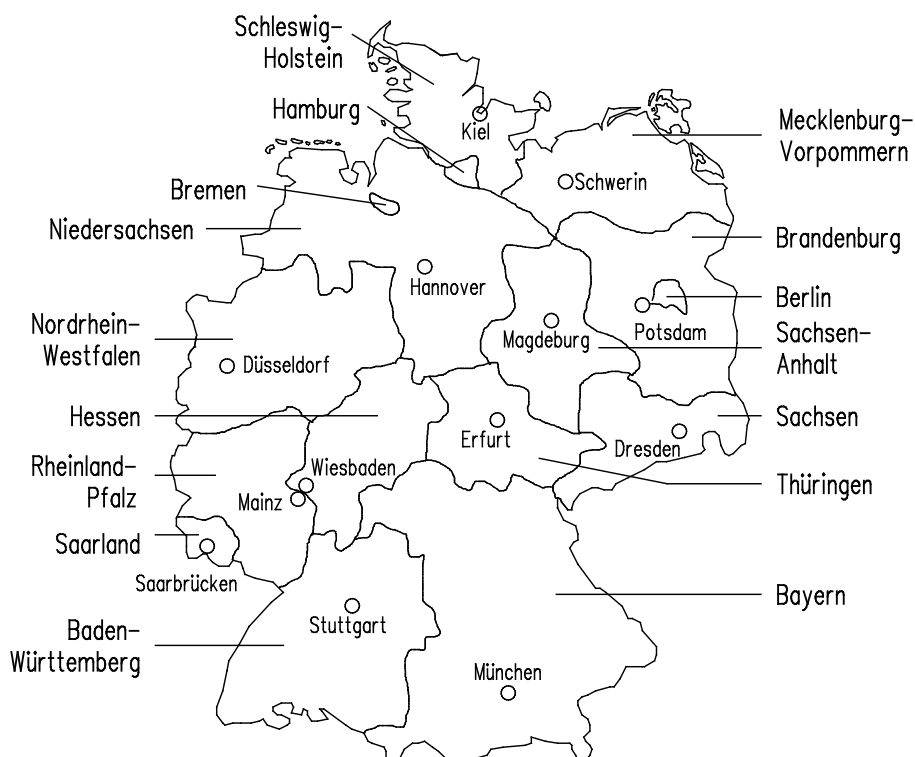 Schleswig-
Holstein
Hamburg
Bremen
Niedersachsen
Nordrhein-
Westfalen
Hessen
Rheinland-
Pfalz
Saarland
Baden-
Württemberg
Kiel
Schwerin
Hannover
Magdeburg
Potsdam
Düsseldorf
Erfurt
Dresden
Wiesbaden
Mainz
Saarbrücken
Stuttgart
München
Mecklenburg-
Vorpommern
Brandenburg
Berlin
Sachsen-
Anhalt
Sachsen
Thüringen
Bayern